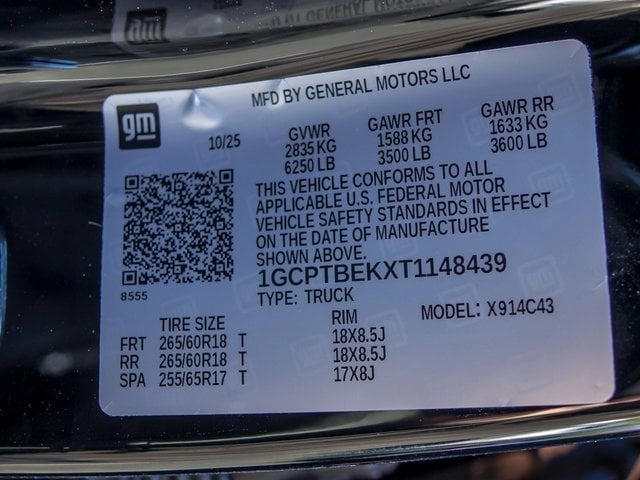 MFD BY GENERAL MOTORS LLC
gm
10/25
GVWR GAWR FRT GAWR RR
2835 KG 1588 KG 1633 KG
6250 LB 3500 LB 3600 LB
THIS VEHICLE CONFORMS TO ALL
APPLICABLE U.S. FEDERAL MOTOR
VEHICLE SAFETY STANDARDS IN EFFECT
ON THE DATE OF MANUFACTURE
SHOWN ABOVE.
1GCPTBEKXT1148439
8555
TYPE: TRUCK
MODEL: X914C43
TIRE SIZE RIM
FRT 265/60R18 T 18X8.5J
RR 265/60R18 T 18X8.5J
SPA 255/65R17 T 17X8J